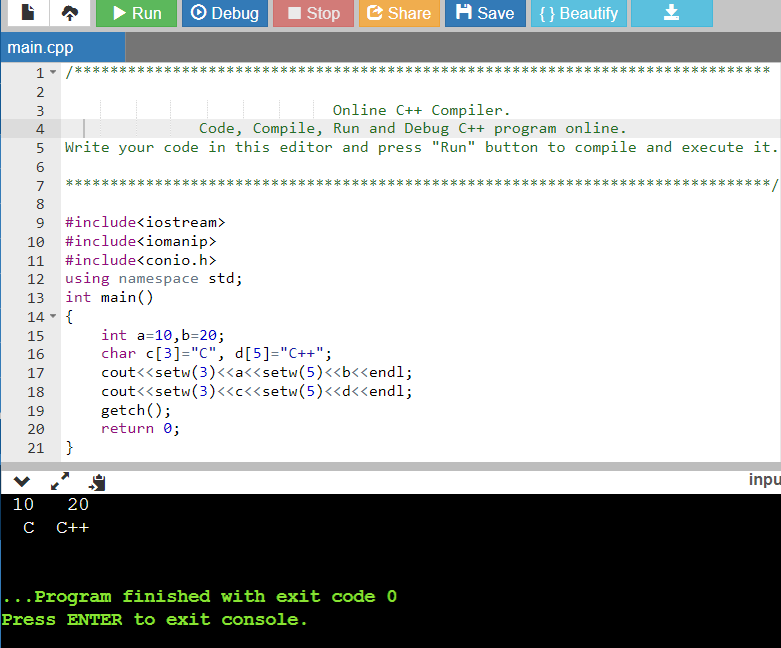 Run Debug Stop Share Save { } Beautify
main.cpp
1 /******************************************************************************
2
3 Online C++ Compiler.
4 Code, Compile, Run and Debug C++ program online.
5 Write your code in this editor and press "Run" button to compile and execute it.
6
7 *******************************************************************************/
8
9 #include<iostream>
10 #include<iomanip>
11 #include<conio.h>
12 using namespace std;
13 int main()
14 {
15 int a=10,b=20;
16 char c[3]="C", d[5]="C++";
17 cout<<setw(3)<<a<<setw(5)<<b<<endl;
18 cout<<setw(3)<<c<<setw(5)<<d<<endl;
19 getch();
20 return 0;
21 }
inpu
10 20
C C++
...Program finished with exit code 0
Press ENTER to exit console.